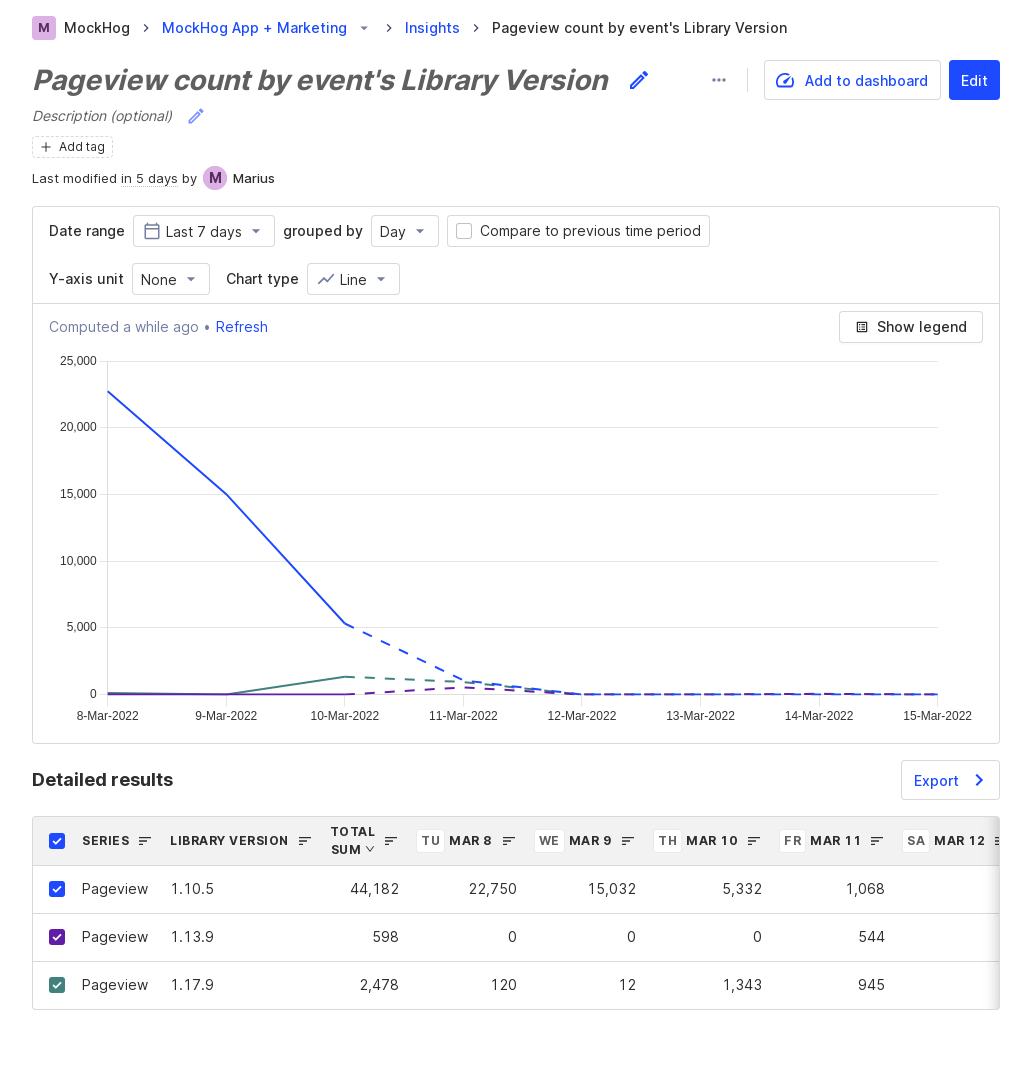 M MockHog > MockHog App + Marketing > Insights > Pageview count by event's Library Version
Pageview count by event's Library Version
Add to dashboard
Edit
Description (optional)
Add tag
Last modified in 5 days by M Marius
Date range Last 7 days grouped by Day Compare to previous time period
Y-axis unit None Chart type Line
Computed a while ago • Refresh
Show legend
25,000
20,000
15,000
10,000
5,000
0
8-Mar-2022 9-Mar-2022 10-Mar-2022 11-Mar-2022 12-Mar-2022 13-Mar-2022 14-Mar-2022 15-Mar-2022
Detailed results
Export
SERIES LIBRARY VERSION TOTAL SUM TU MAR 8 WE MAR 9 TH MAR 10 FR MAR 11 SA MAR 12
Pageview 1.10.5 44,182 22,750 15,032 5,332 1,068
Pageview 1.13.9 598 0 0 0 544
Pageview 1.17.9 2,478 120 12 1,343 945